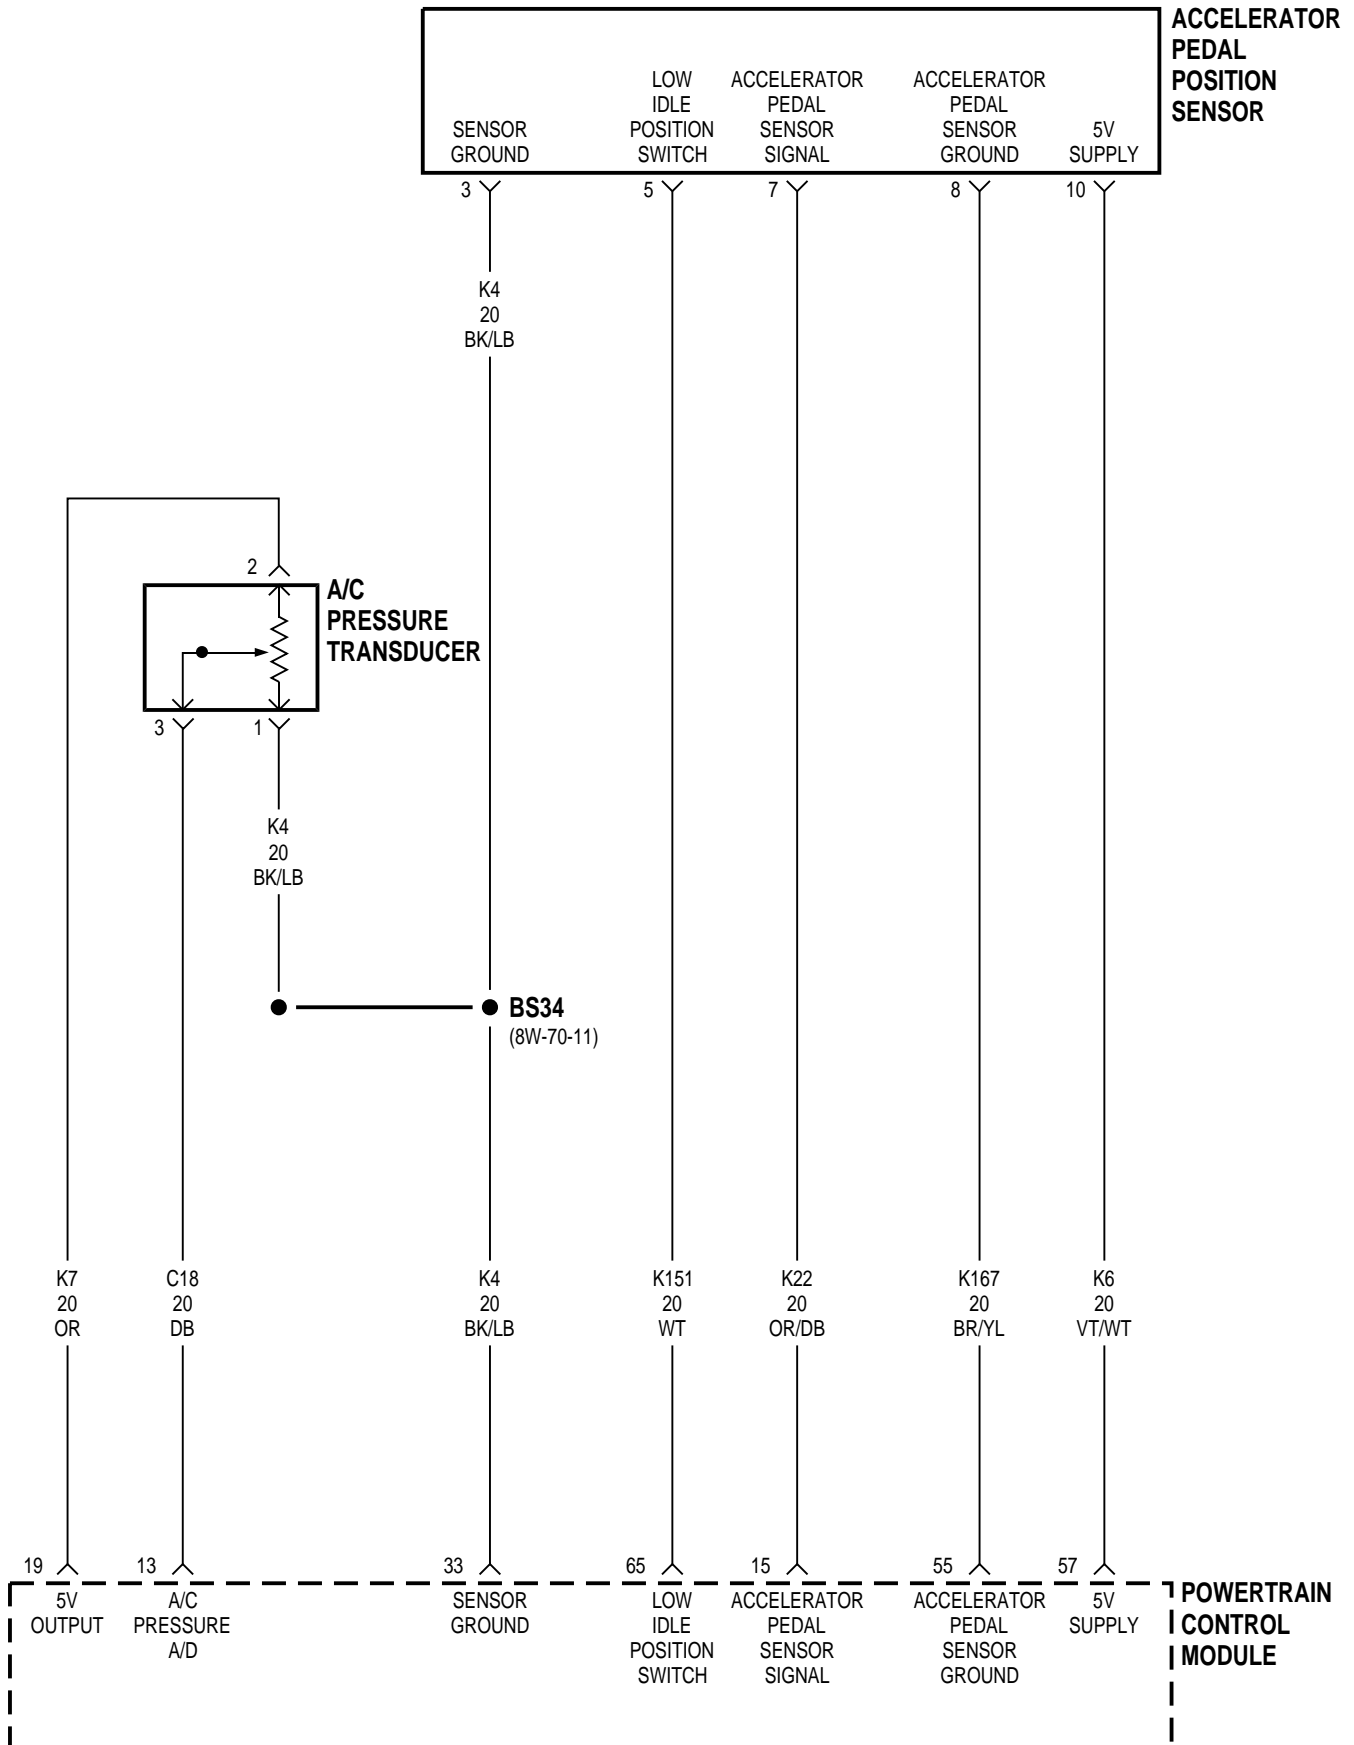 ACCELERATOR
PEDAL
POSITION
SENSOR
SENSOR
GROUND
LOW
IDLE
POSITION
SWITCH
ACCELERATOR
PEDAL
SENSOR
SIGNAL
ACCELERATOR
PEDAL
SENSOR
GROUND
5V
SUPPLY
3
5
7
8
10
K4
20
BK/LB
2
A/C
PRESSURE
TRANSDUCER
3
1
K4
20
BK/LB
BS34
(8W-70-11)
K7
20
OR
C18
20
DB
K4
20
BK/LB
K151
20
WT
K22
20
OR/DB
K167
20
BR/YL
K6
20
VT/WT
19
13
33
65
15
55
57
5V
OUTPUT
A/C
PRESSURE
A/D
SENSOR
GROUND
LOW
IDLE
POSITION
SWITCH
ACCELERATOR
PEDAL
SENSOR
SIGNAL
ACCELERATOR
PEDAL
SENSOR
GROUND
5V
SUPPLY
POWERTRAIN
CONTROL
MODULE